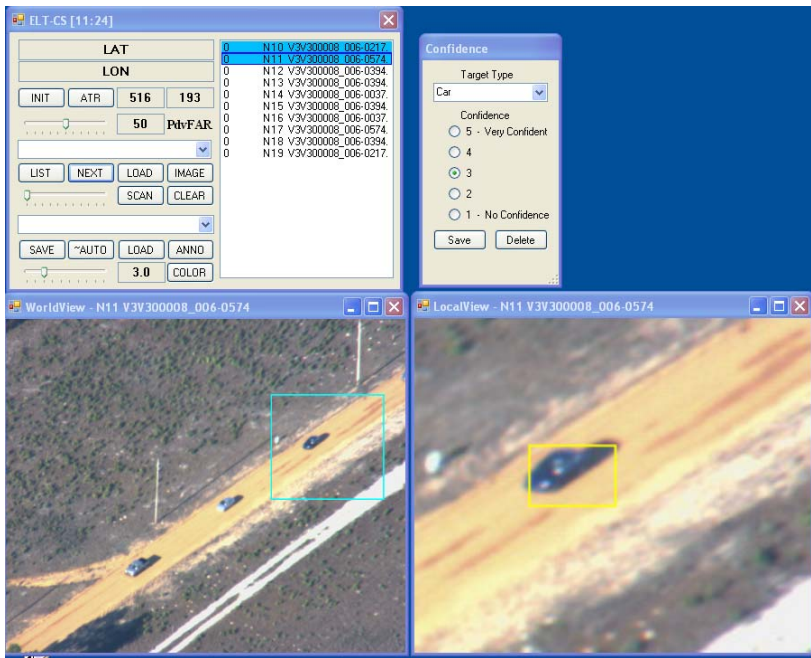 ELT-CS [11:24]
LAT
LON
INIT ATR 516 193
50 PdvFAR
LIST NEXT LOAD IMAGE
SCAN CLEAR
SAVE ~AUTO LOAD ANNO
3.0 COLOR
0 N10 V3V300008_006-0217.
0 N11 V3V300008_006-0574.
0 N12 V3V300008_006-0394.
0 N13 V3V300008_006-0394.
0 N14 V3V300008_006-0037.
0 N15 V3V300008_006-0394.
0 N16 V3V300008_006-0037.
0 N17 V3V300008_006-0574.
0 N18 V3V300008_006-0394.
0 N19 V3V300008_006-0217.
Confidence
Target Type
Car
Confidence
5 - Very Confident
4
3
2
1 - No Confidence
Save Delete
WorldView - N11 V3V300008_006-0574
LocalView - N11 V3V300008_006-0574